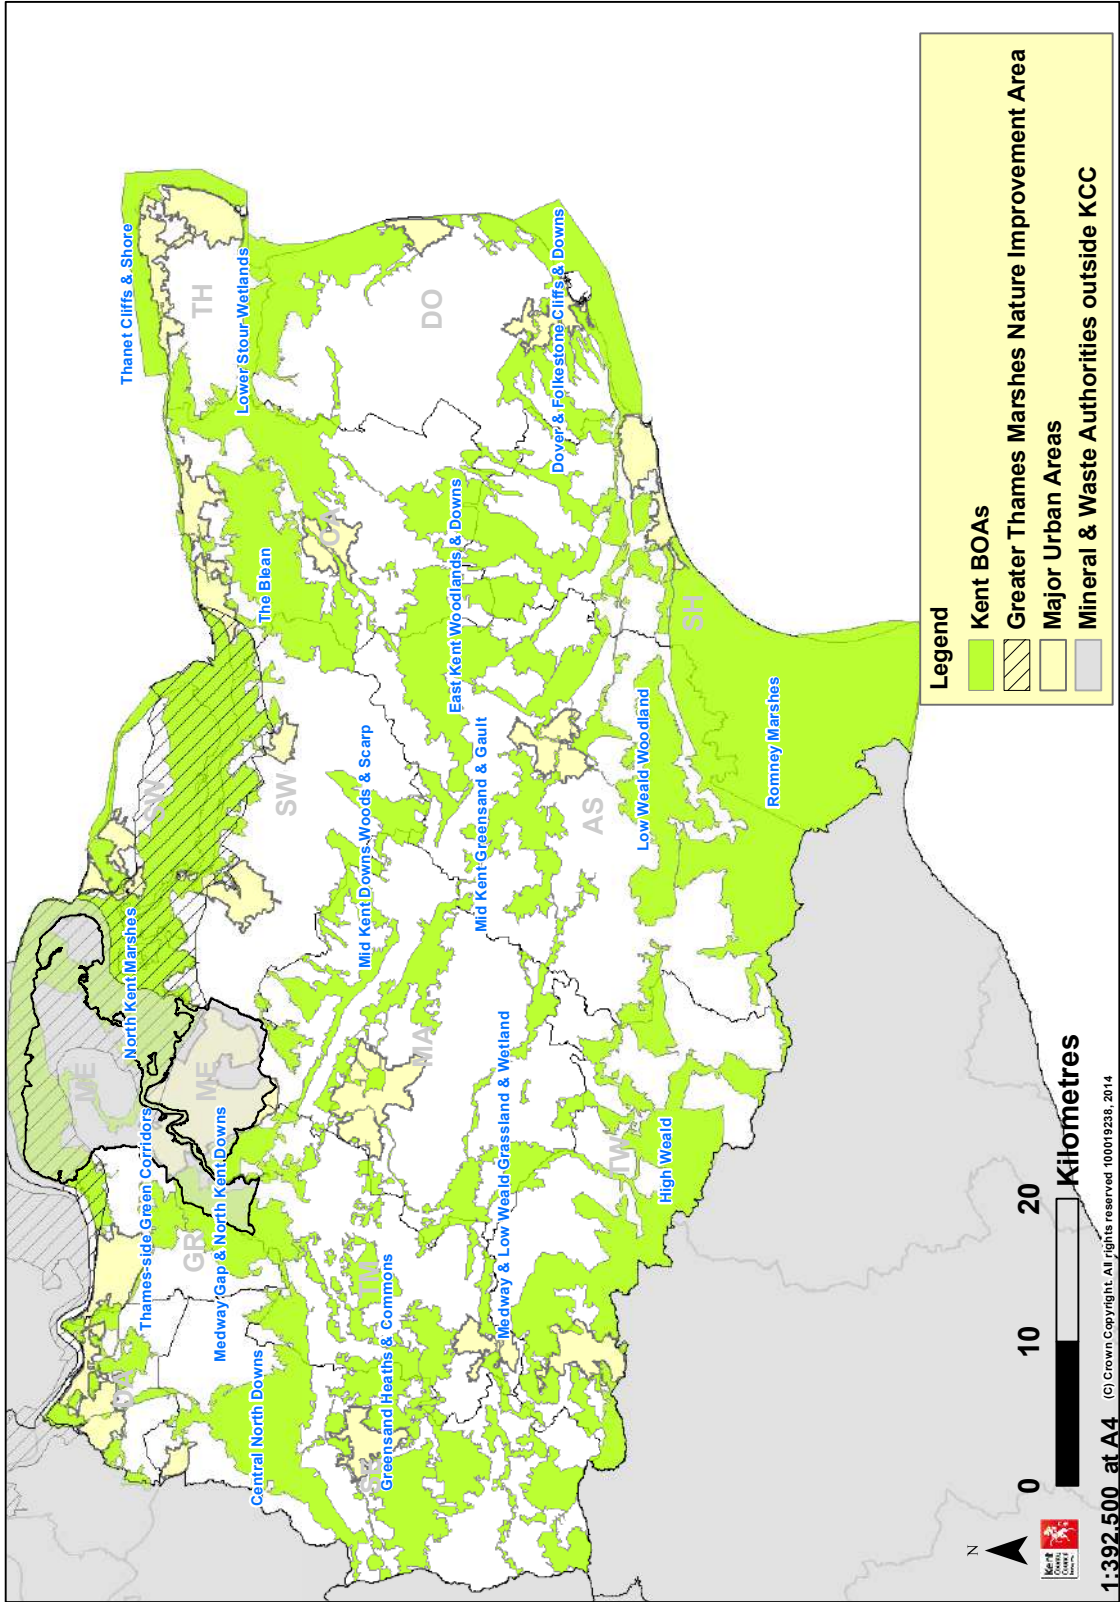 Thanet Cliffs & Shore
TH
Lower Stour Wetlands
DO
Dover & Folkestone Cliffs & Downs
The Blean
CA
East Kent Woodlands & Downs
SH
Romney Marshes
SW
SW
Mid Kent Downs Woods & Scarp
Mid Kent Greensand & Gault
AS
Low Weald Woodland
North Kent Marshes
ME
ME
MA
Medway & Low Weald Grassland & Wetland
TW
High Weald
Thames-side Green Corridors
GR
Medway Gap & North Kent Downs
TM
Greensand Heaths & Commons
DA
Central North Downs
SE
Legend
Kent BOAs
Greater Thames Marshes Nature Improvement Area
Major Urban Areas
Mineral & Waste Authorities outside KCC
N
Kent
County
Council
0 10 20
Kilometres
1:392,500 at A4 (C) Crown Copyright. All rights reserved 100019238, 2014